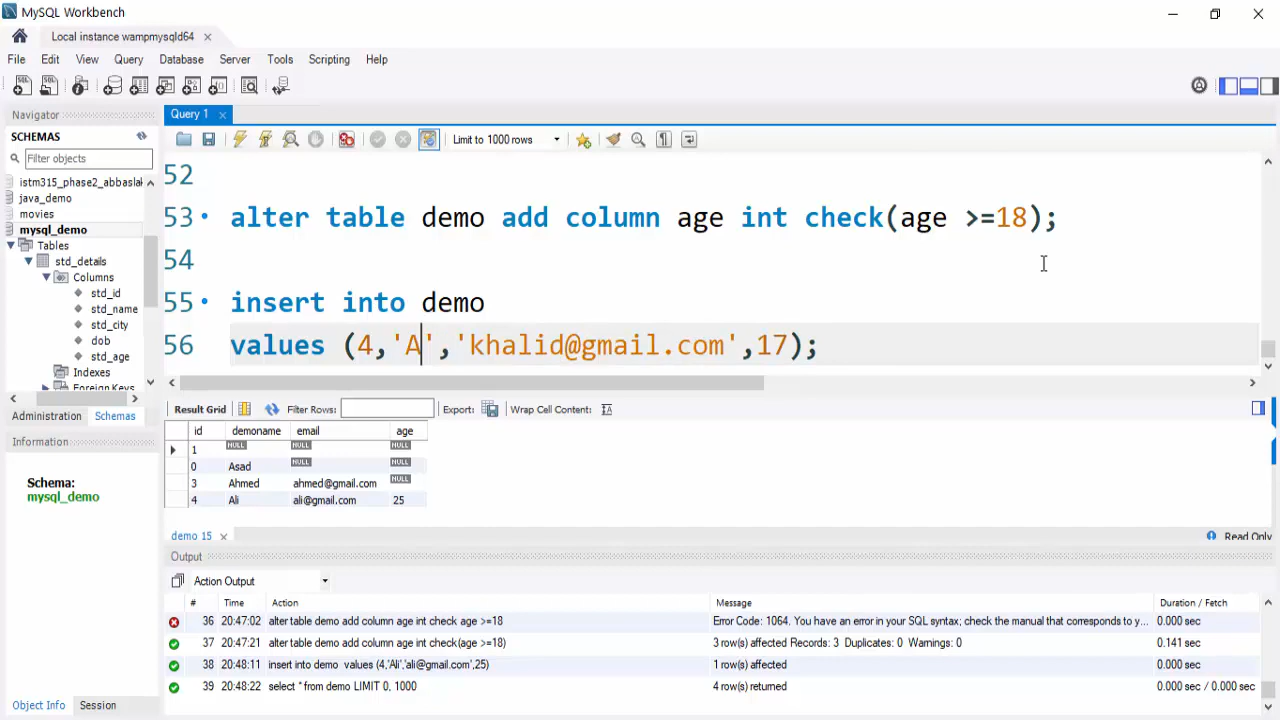 MySQL Workbench
Local instance wampmysqld64
File Edit View Query Database Server Tools Scripting Help
Navigator
SCHEMAS
Filter objects
istm315_phase2_abbaslak
java_demo
movies
mysql_demo
Tables
std_details
Columns
std_id
std_name
std_city
dob
std_age
Indexes
Foreign Keys
Administration Schemas
Information
Schema:
mysql_demo
Object Info Session
Query 1
Limit to 1000 rows
52
53 alter table demo add column age int check(age >=18);
54
55 insert into demo
56 values (4,'A','khalid@gmail.com',17);
Result Grid Filter Rows: Export: Wrap Cell Content:
id demoname email age
1 NULL NULL NULL
0 Asad NULL NULL
3 Ahmed ahmed@gmail.com NULL
4 Ali ali@gmail.com 25
demo 15 Read Only
Output
Action Output
# Time Action Message Duration / Fetch
36 20:47:02 alter table demo add column age int check age >=18 Error Code: 1064. You have an error in your SQL syntax; check the manual that corresponds to y... 0.000 sec
37 20:47:21 alter table demo add column age int check(age >=18) 3 row(s) affected Records: 3 Duplicates: 0 Warnings: 0 0.141 sec
38 20:48:11 insert into demo values (4,'Ali','ali@gmail.com',25) 1 row(s) affected 0.000 sec
39 20:48:22 select * from demo LIMIT 0, 1000 4 row(s) returned 0.000 sec / 0.000 sec